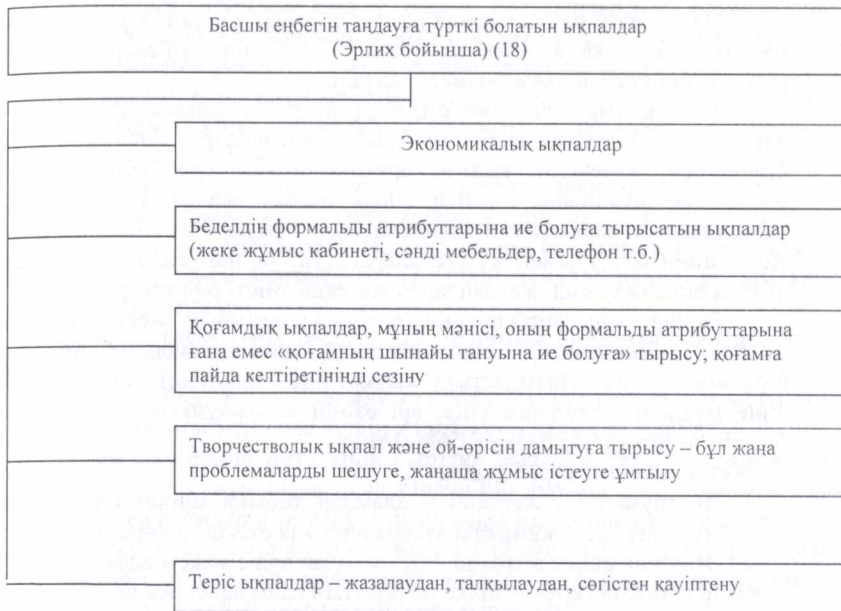 Басшы еңбегін таңдауға түрткі болатын ықпалдар
(Эрлих бойынша) (18)
Экономикалық ықпалдар
Беделдің формальды атрибуттарына ие болуға тырысатын ықпалдар
(жеке жұмыс кабинеті, сәнді мебельдер, телефон т.б.)
Қоғамдық ықпалдар, мұның мәнісі, оның формальды атрибуттарына
ғана емес «қоғамның шынайы тануына ие болуға» тырысу; қоғамға
пайда келтіретініңді сезіну
Творчестволық ықпал және ой-өрісін дамытуға тырысу – бұл жаңа
проблемаларды шешуге, жаңаша жұмыс істеуге ұмтылу
Теріс ықпалдар – жазалаудан, талқылаудан, сөгістен қауіптену